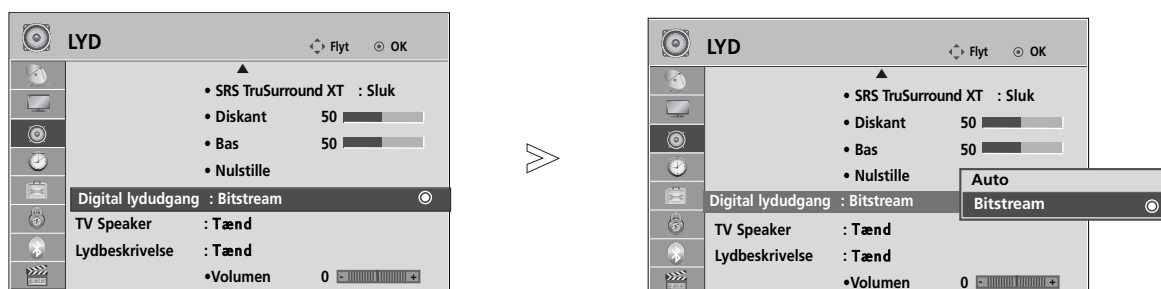 LYD Flyt OK
• SRS TruSurround XT : Sluk
• Diskant 50
• Bas 50
• Nulstille
Digital lydudgang : Bitstream
TV Speaker : Tænd
Lydbeskrivelse : Tænd
•Volumen 0 - +
LYD Flyt OK
• SRS TruSurround XT : Sluk
• Diskant 50
• Bas 50
• Nulstille
Auto
Digital lydudgang : Bitstream Bitstream
TV Speaker : Tænd
Lydbeskrivelse : Tænd
•Volumen 0 - +